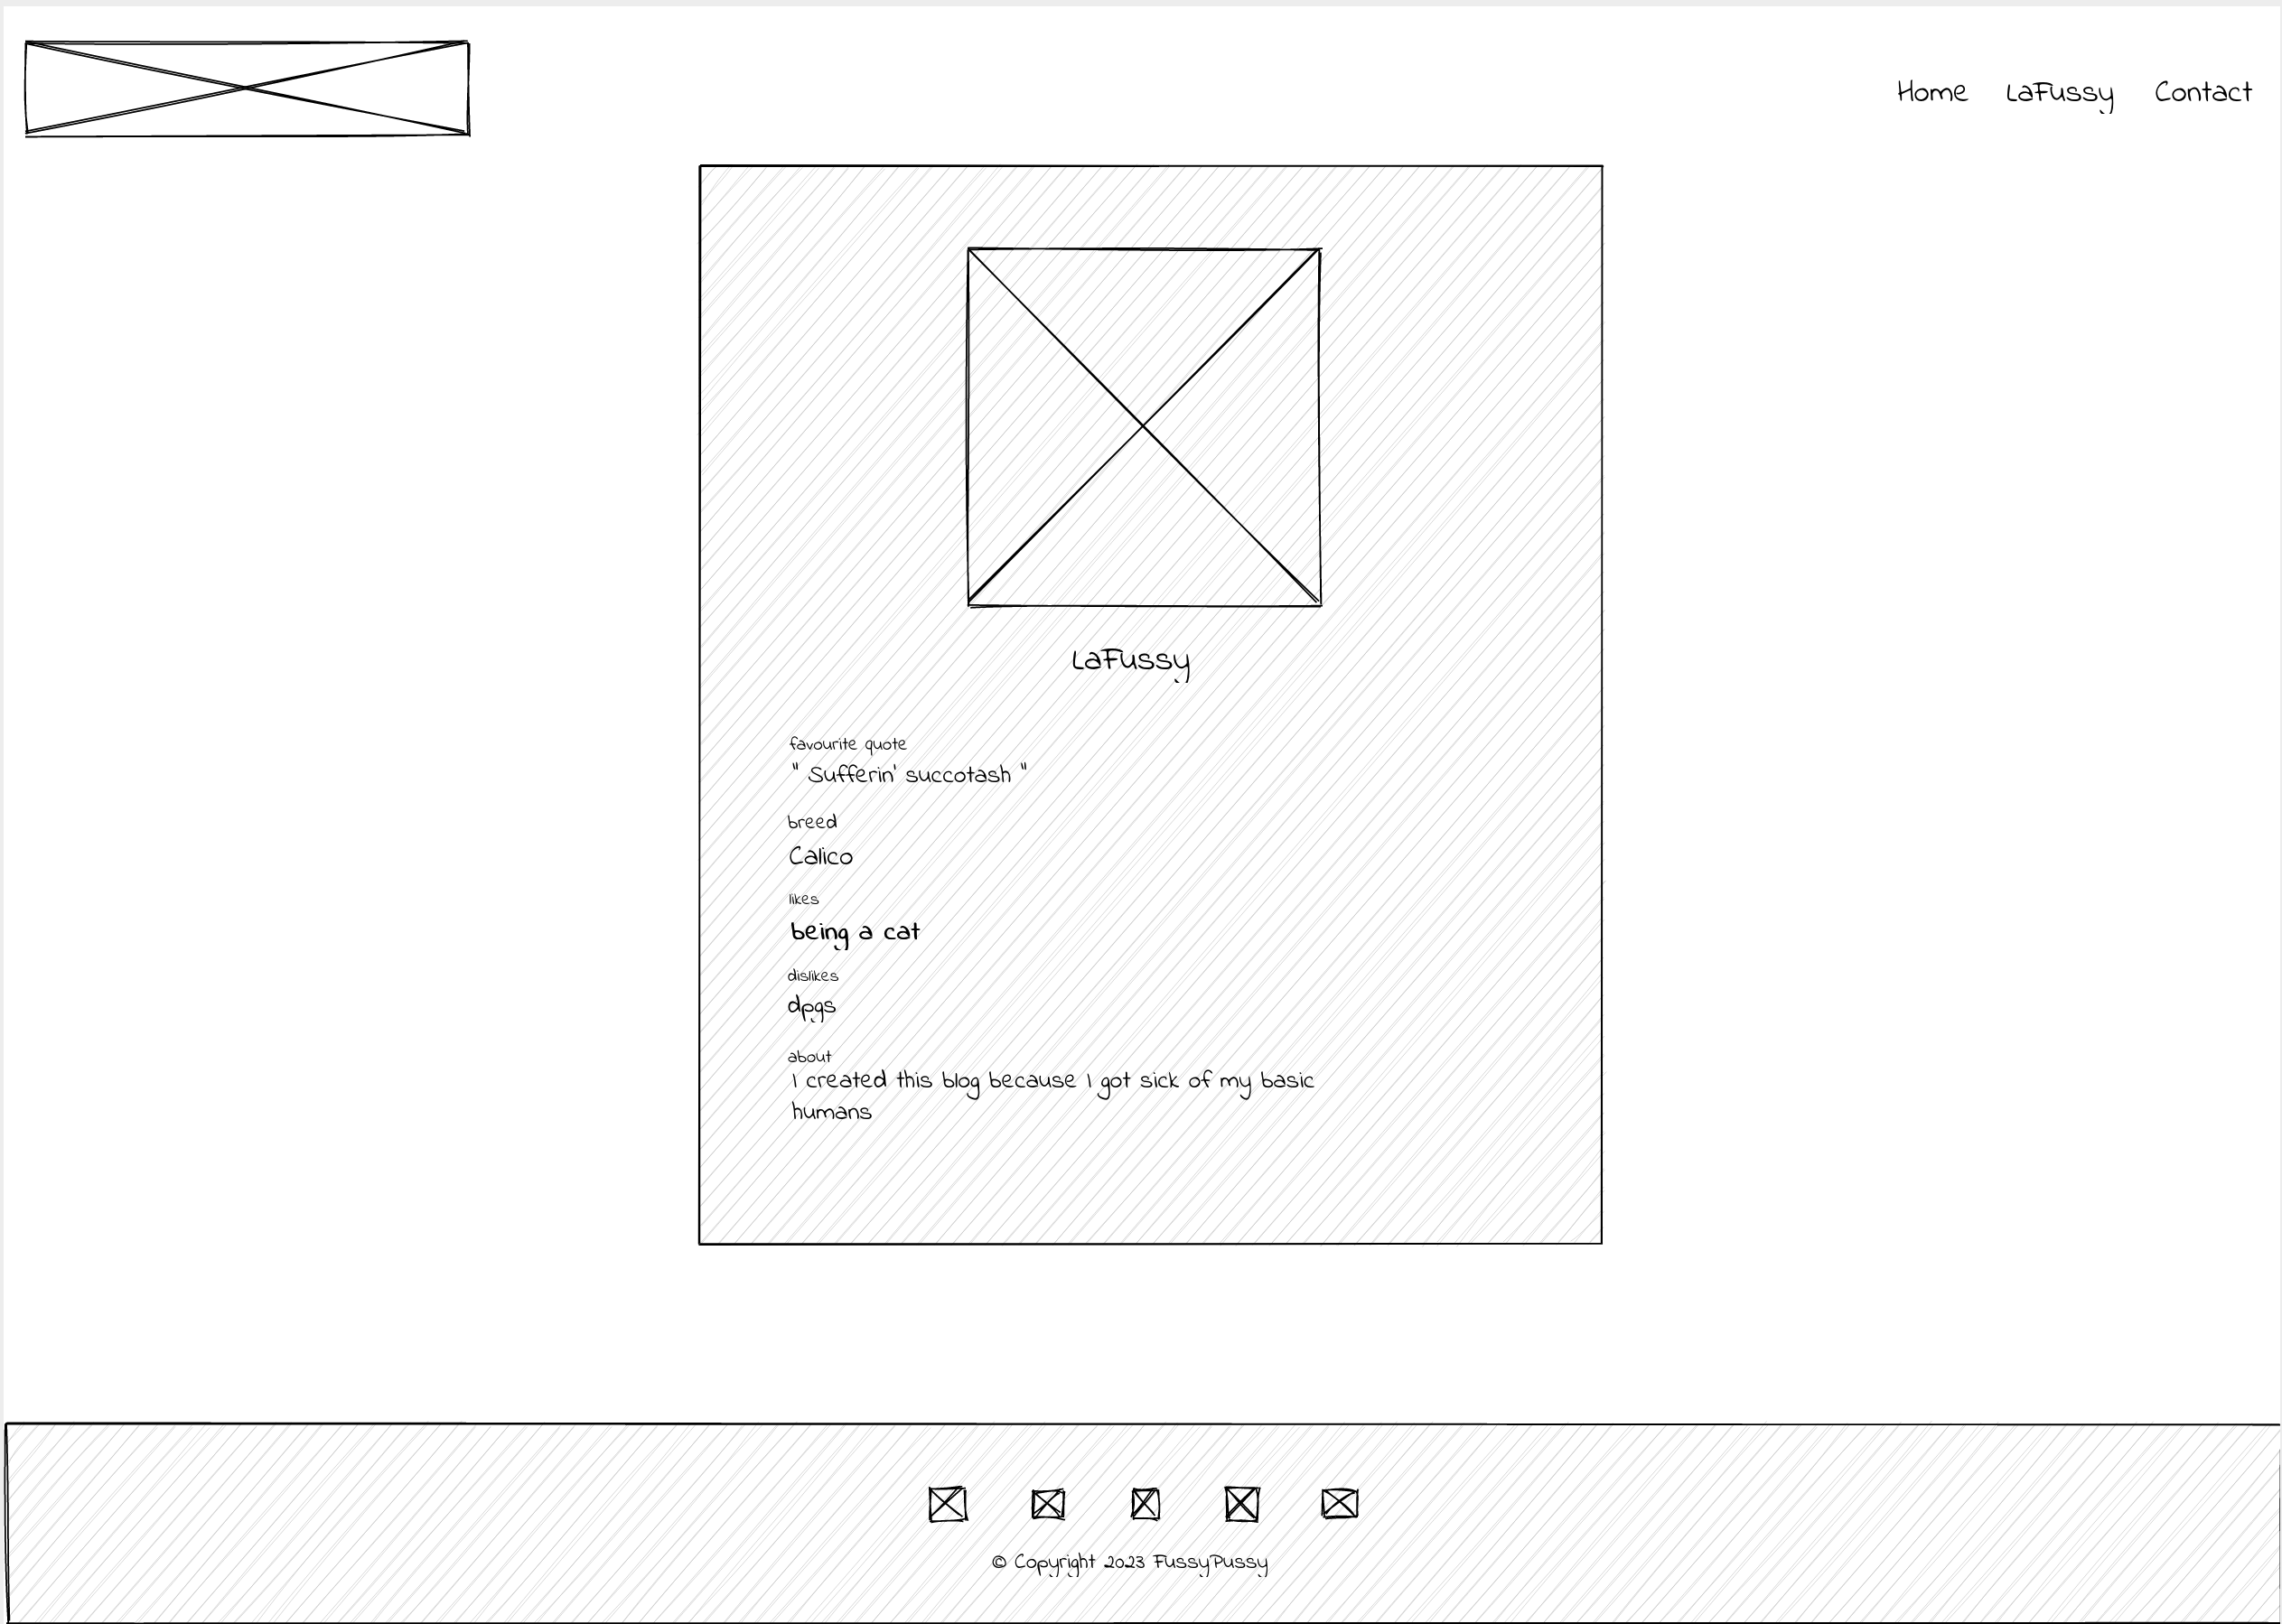 Home LaFussy Contact
LaFussy
favourite quote
" Sufferin' succotash "
breed
Calico
likes
being a cat
dislikes
dpgs
about
I created this blog because I got sick of my basic
humans
© Copyright 2023 FussyPussy